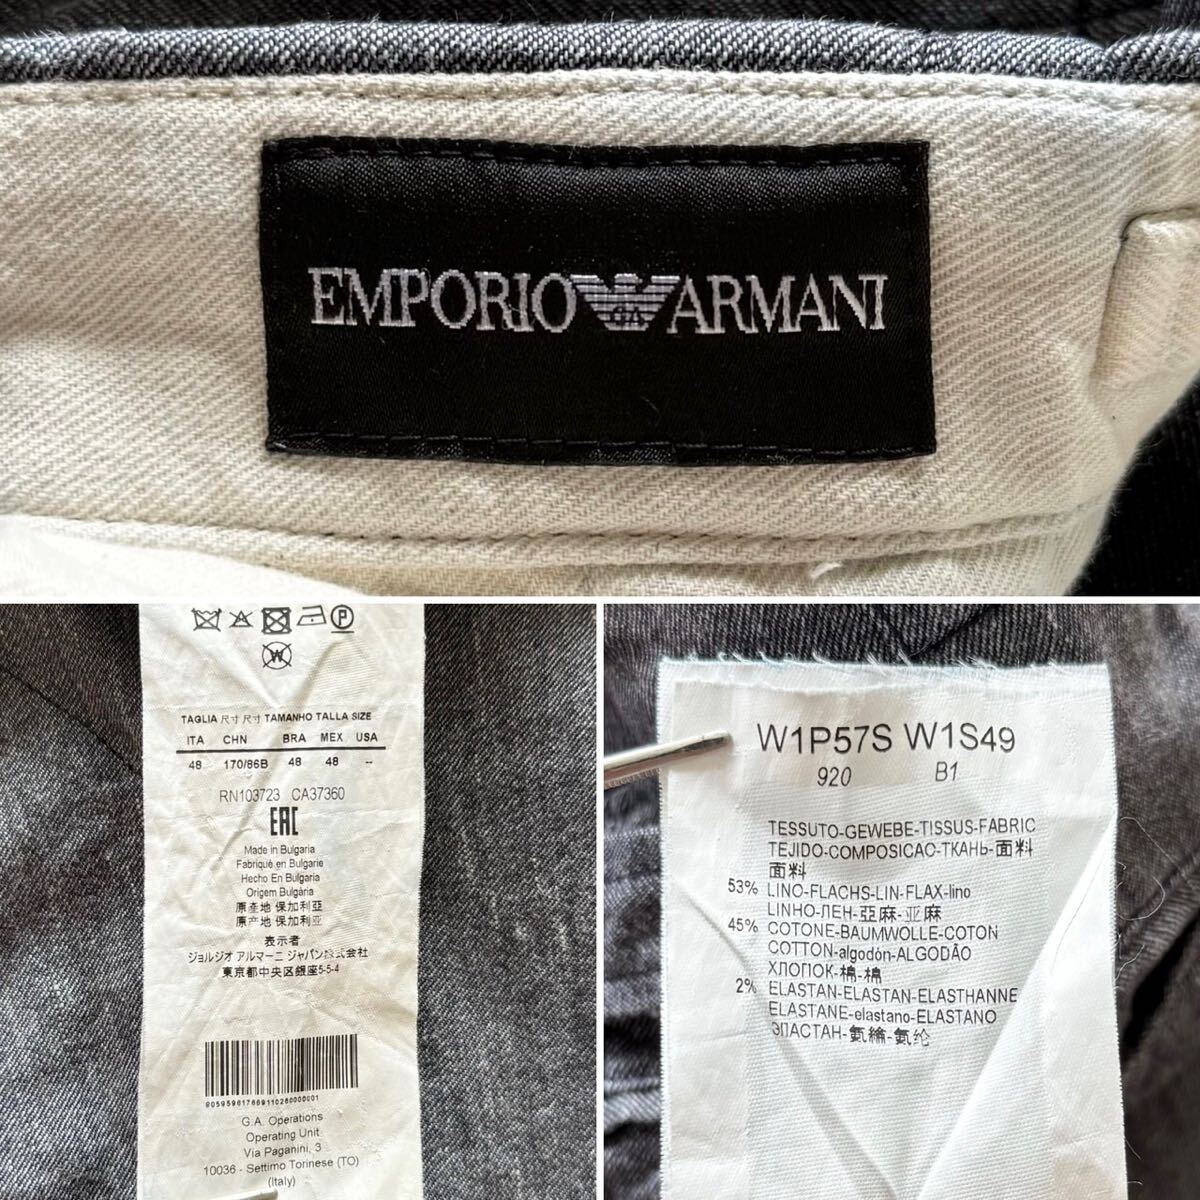 EMPORIO ARMANI
GA
P
W
TAGLIA 尺寸 尺寸 TAMANHO TALLA SIZE
ITA CHN BRA MEX USA
48 170/86B 48 48 --
RN103723 CA37360
EAC
Made in Bulgaria
Fabriqué en Bulgarie
Hecho En Bulgaria
Origem Bulgária
原產地 保加利亞
原产地 保加利亚
表示者
ジョルジオ アルマーニ ジャパン株式会社
東京都中央区銀座5-5-4
G.A. Operations
Operating Unit
Via Paganini, 3
10036 - Settimo Torinese (TO)
(Italy)
W1P57S W1S49
920 B1
TESSUTO-GEWEBE-TISSUS-FABRIC
TEJIDO-COMPOSICAO-ТКАНЬ-面料
面料
53% LINO-FLACHS-LIN-FLAX-lino
LINHO-ЛЕН-亞麻-亚麻
45% COTONE-BAUMWOLLE-COTON
COTTON-algodón-ALGODÃO
ХЛОПОК-棉-棉
2% ELASTAN-ELASTAN-ELASTHANNE
ELASTANE-elastano-ELASTANO
ЭЛАСТАН-氨綸-氨纶